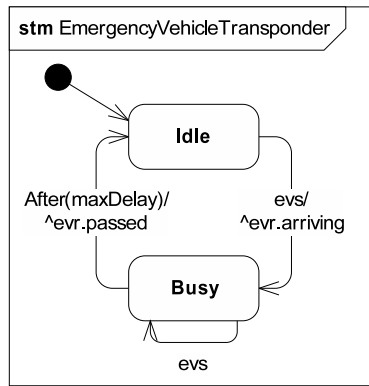 stm EmergencyVehicleTransponder
Idle
After(maxDelay)/
^evr.passed
evs/
^evr.arriving
Busy
evs